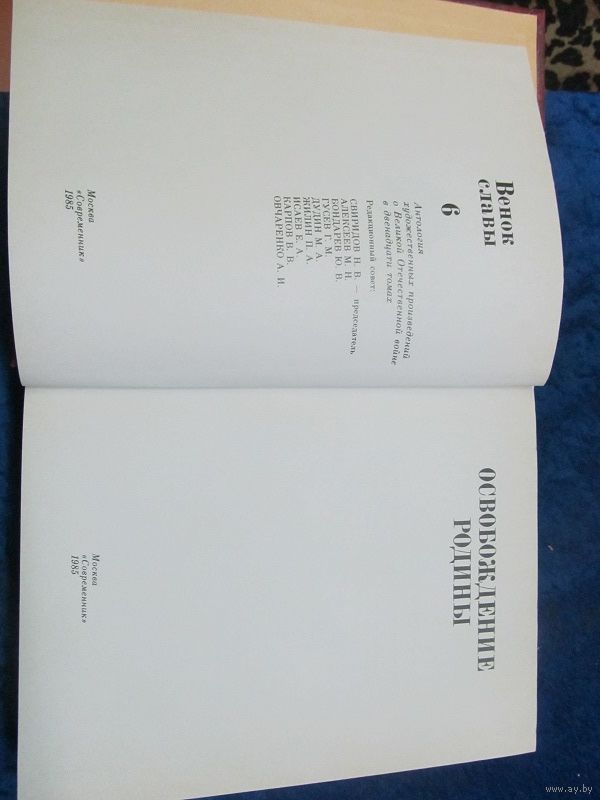 Венок
славы
6
Антология
художественных произведений
о Великой Отечественной войне
в двенадцати томах
Редакционный совет:
СВИРИДОВ Н. В. — председатель
АЛЕКСЕЕВ М. Н.
БОНДАРЕВ Ю. В.
ГУСЕВ Г. М.
ДУДИН М. А.
ЖИЛИН П. А.
ИСАЕВ Е. А.
КАРПОВ В. В.
ОВЧАРЕНКО А. И.
Москва
«Современник»
1985
ОСВОБОЖДЕНИЕ
РОДИНЫ
Москва
«Современник»
1985
www.ay.by